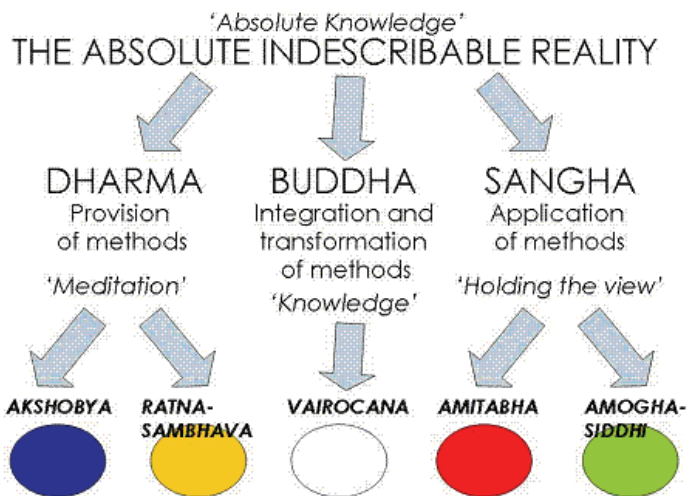 'Absolute Knowledge'
THE ABSOLUTE INDESCRIBABLE REALITY
DHARMA
Provision
of methods
'Meditation'
BUDDHA
Integration and
transformation
of methods
'Knowledge'
SANGHA
Application
of methods
'Holding the view'
AKSHOBYA
RATNA-
SAMBHAVA
VAIROCANA
AMITABHA
AMOGHA-
SIDDHI